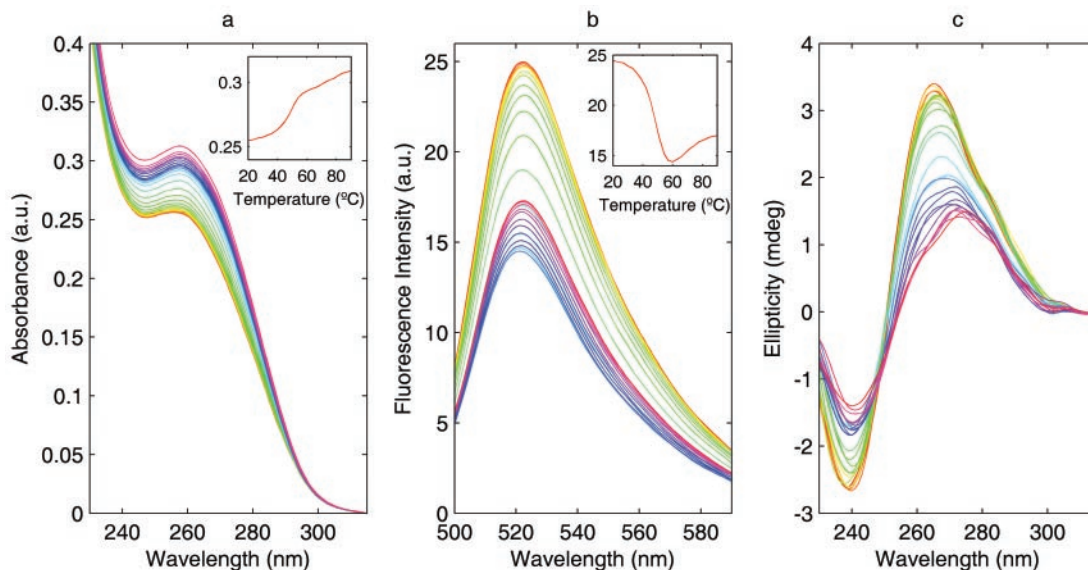 a
0.4
0.35
0.3
0.25
0.2
0.15
0.1
0.05
0
240 260 280 300
Wavelength (nm)
Absorbance (a.u.)
0.3
0.25
20 40 60 80
Temperature (ºC)
b
25
20
15
10
5
0
500 520 540 560 580
Wavelength (nm)
Fluorescence Intensity (a.u.)
25
20
15
20 40 60 80
Temperature (ºC)
c
4
3
2
1
0
-1
-2
-3
240 260 280 300
Wavelength (nm)
Ellipticity (mdeg)